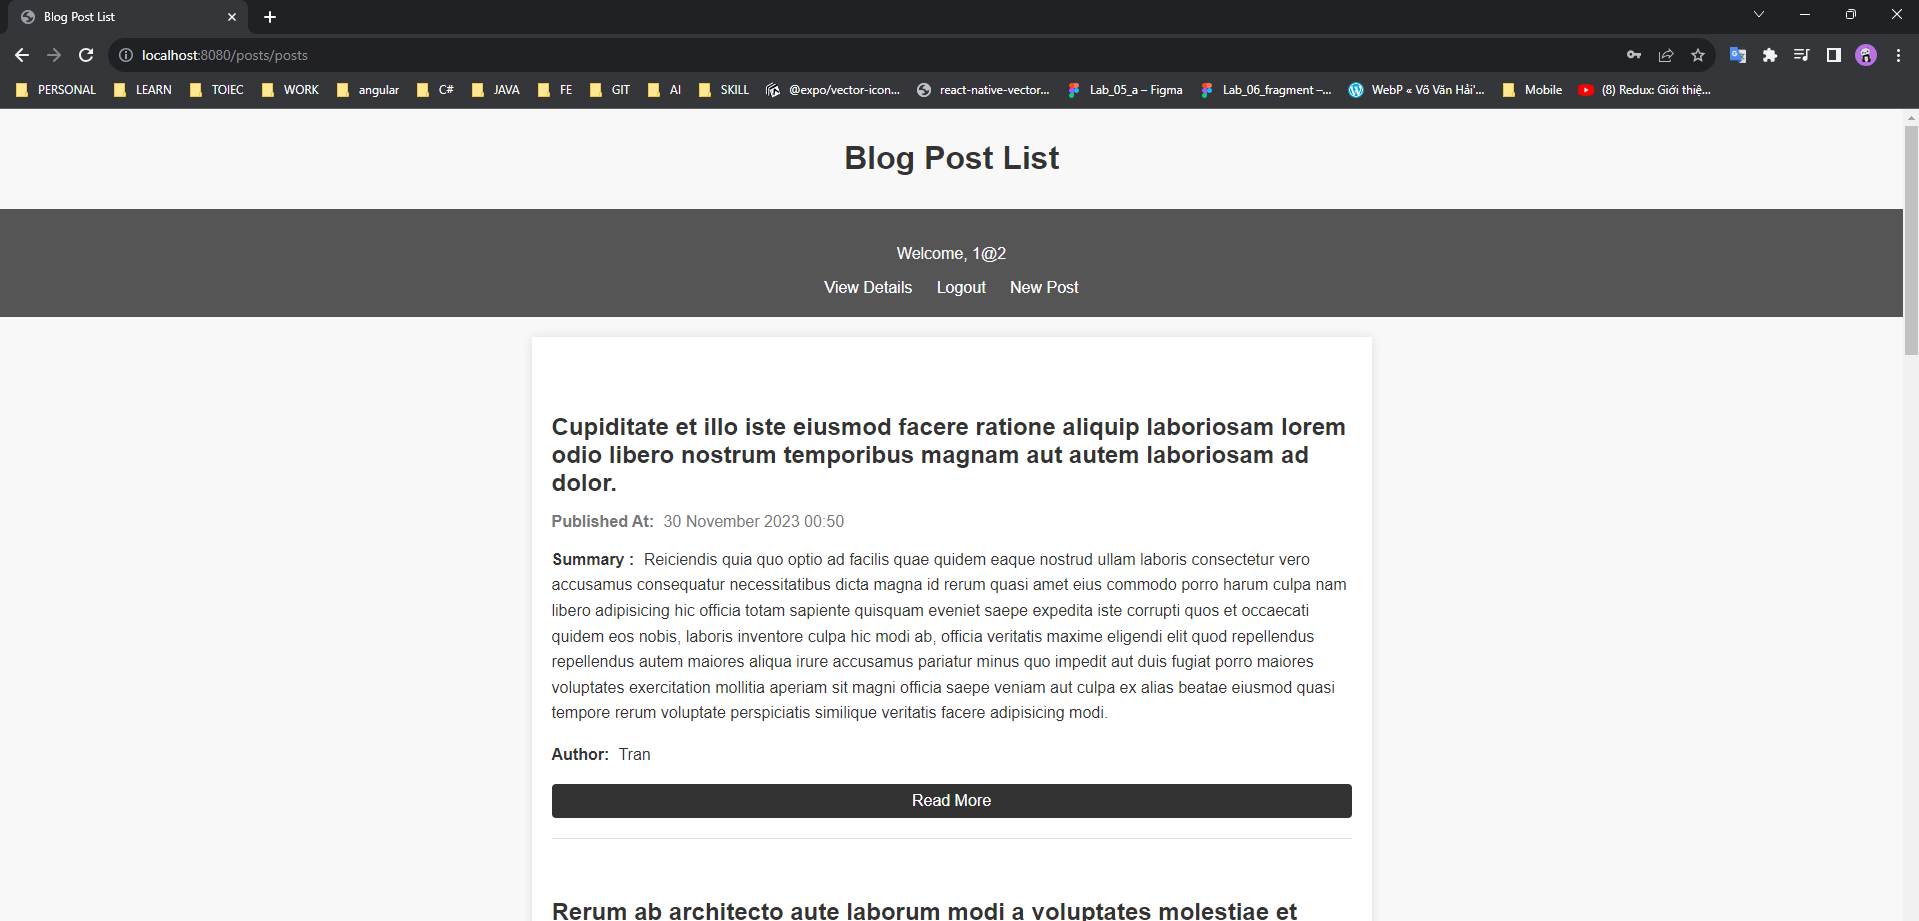 Blog Post List
localhost:8080/posts/posts
PERSONAL LEARN TOIEC WORK angular C# JAVA FE GIT AI SKILL @expo/vector-icon... react-native-vector... Lab_05_a – Figma Lab_06_fragment –... WebP « Võ Văn Hải'... Mobile (8) Redux: Giới thiệ...
Blog Post List
Welcome, 1@2
View Details Logout New Post
Cupiditate et illo iste eiusmod facere ratione aliquip laboriosam lorem
odio libero nostrum temporibus magnam aut autem laboriosam ad
dolor.
Published At: 30 November 2023 00:50
Summary : Reiciendis quia quo optio ad facilis quae quidem eaque nostrud ullam laboris consectetur vero
accusamus consequatur necessitatibus dicta magna id rerum quasi amet eius commodo porro harum culpa nam
libero adipisicing hic officia totam sapiente quisquam eveniet saepe expedita iste corrupti quos et occaecati
quidem eos nobis, laboris inventore culpa hic modi ab, officia veritatis maxime eligendi elit quod repellendus
repellendus autem maiores aliqua irure accusamus pariatur minus quo impedit aut duis fugiat porro maiores
voluptates exercitation mollitia aperiam sit magni officia saepe veniam aut culpa ex alias beatae eiusmod quasi
tempore rerum voluptate perspiciatis similique veritatis facere adipisicing modi.
Author: Tran
Read More
Rerum ab architecto aute laborum modi a voluptates molestiae et